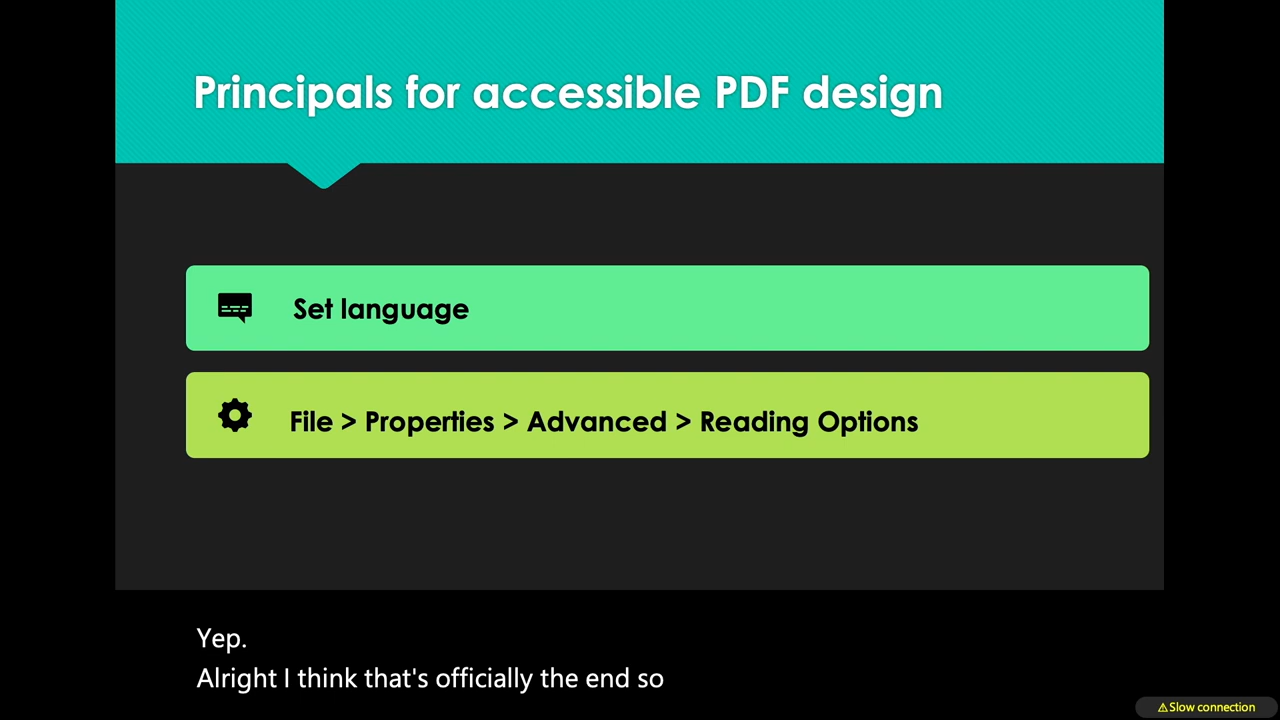 Principals for accessible PDF design
Set language
File > Properties > Advanced > Reading Options
Yep.
Alright I think that's officially the end so
⚠Slow connection